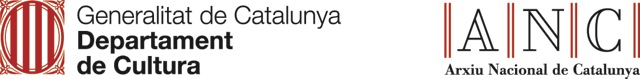 Generalitat de Catalunya
Departament
de Cultura
ANC
Arxiu Nacional de Catalunya